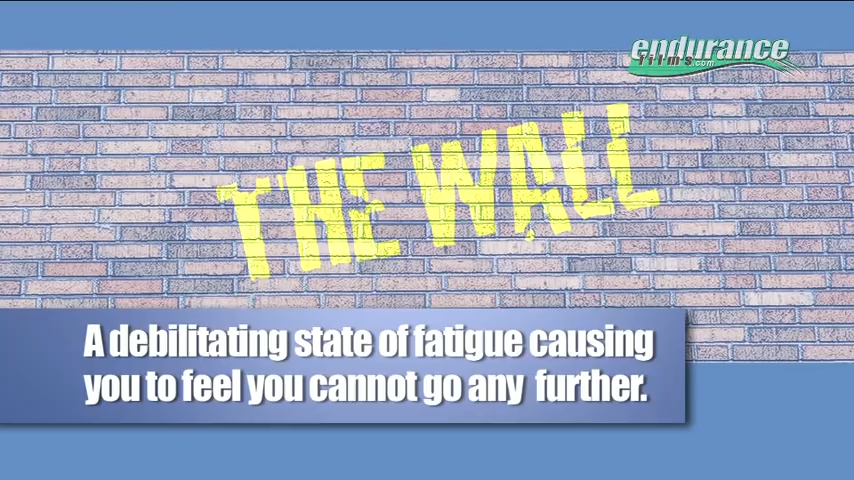 endurance
films.com
THE WALL
A debilitating state of fatigue causing
you to feel you cannot go any further.